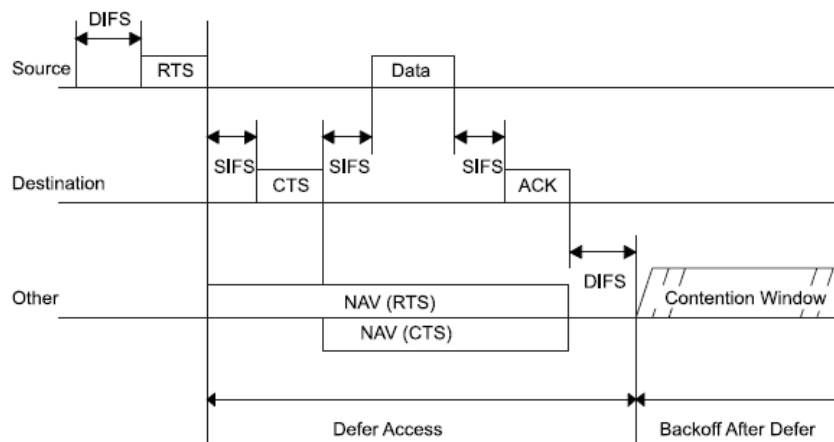 DIFS
Source
RTS
Data
SIFS
SIFS
SIFS
Destination
CTS
ACK
DIFS
Other
NAV (RTS)
Contention Window
NAV (CTS)
Defer Access
Backoff After Defer